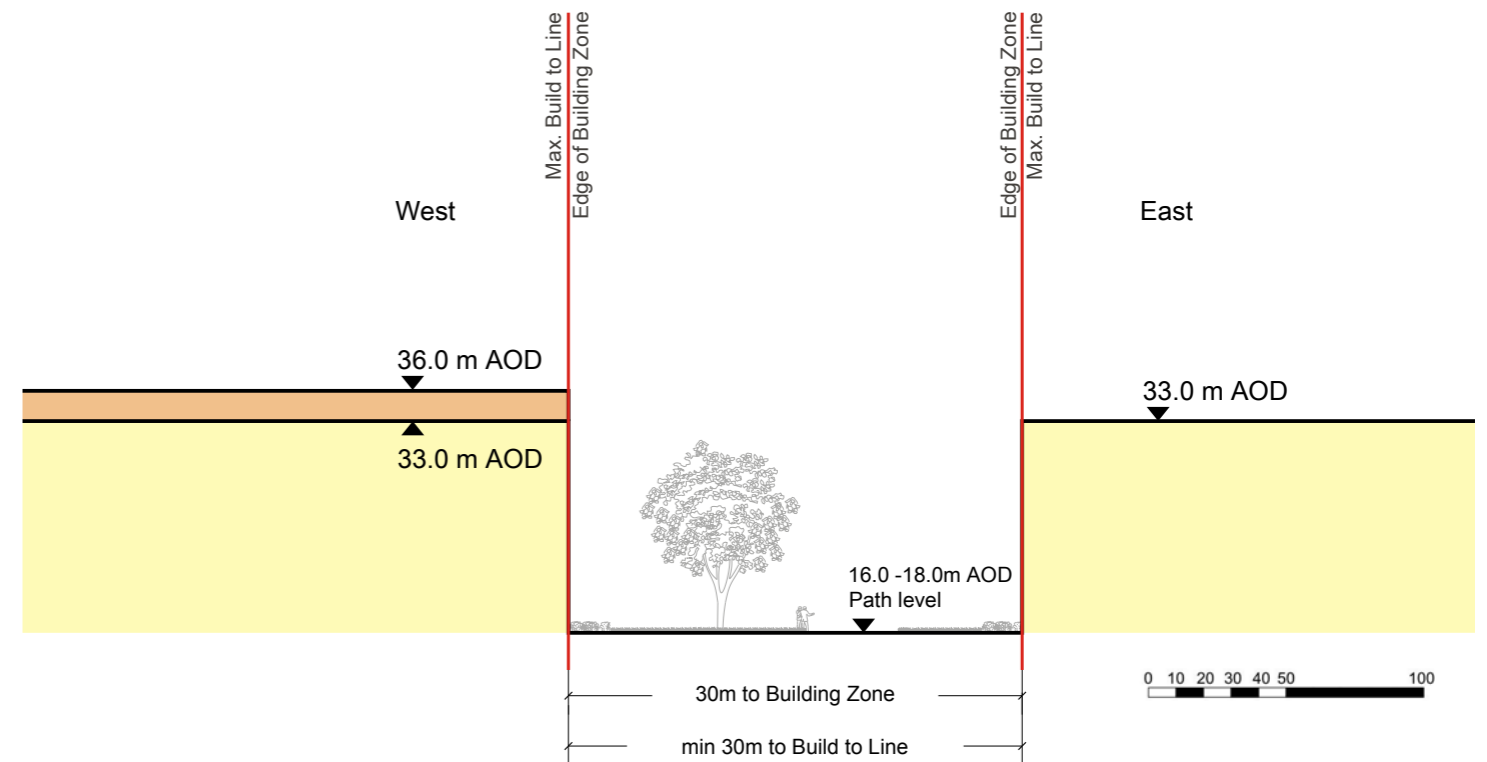 Max. Build to Line
Edge of Building Zone
Edge of Building Zone
Max. Build to Line
West
East
36.0 m AOD
33.0 m AOD
33.0 m AOD
16.0 -18.0m AOD
Path level
0 10 20 30 40 50 100
30m to Building Zone
min 30m to Build to Line